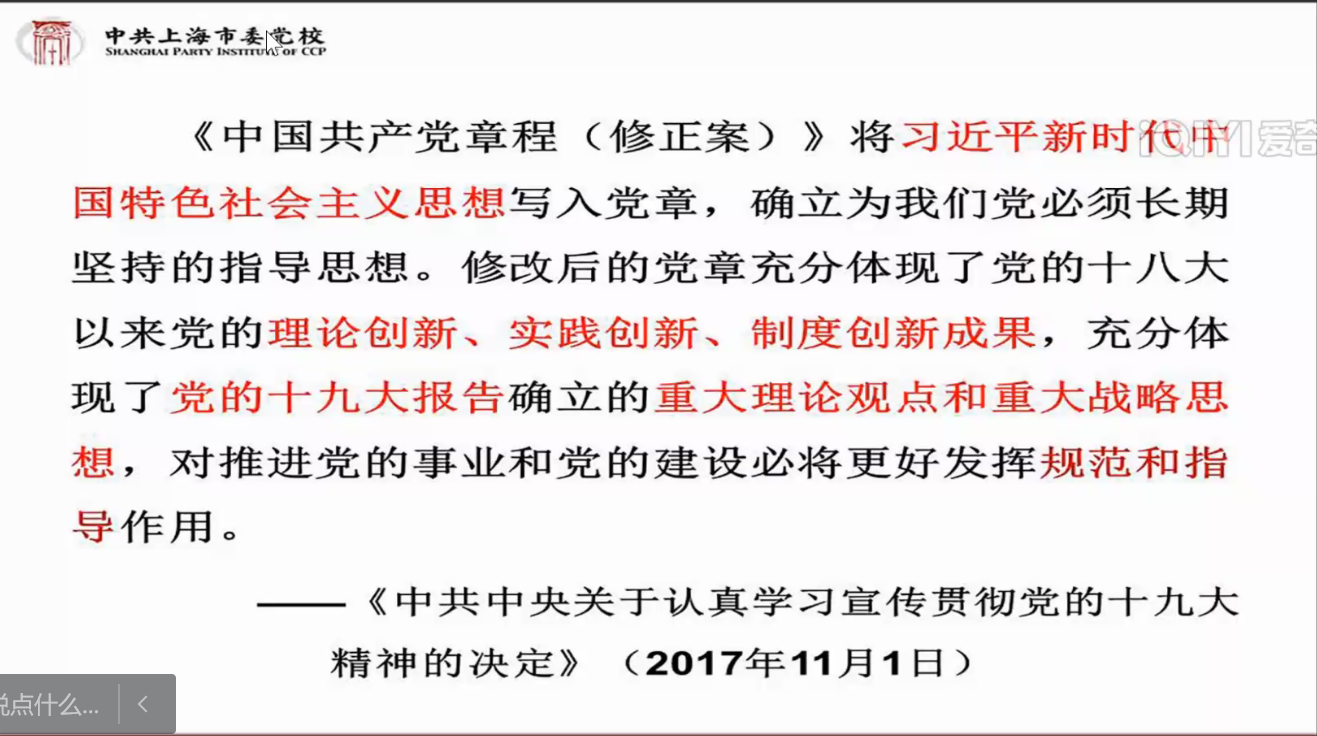 中共上海市委党校
SHANGHAI PARTY INSTITUTE OF CCP
《中国共产党章程（修正案）》将习近平新时代中
iQIYI 爱奇
国特色社会主义思想写入党章，确立为我们党必须长期
坚持的指导思想。修改后的党章充分体现了党的十八大
以来党的理论创新、实践创新、制度创新成果，充分体
现了党的十九大报告确立的重大理论观点和重大战略思
想，对推进党的事业和党的建设必将更好发挥规范和指
导作用。
——《中共中央关于认真学习宣传贯彻党的十九大
精神的决定》（2017年11月1日）
说点什么...